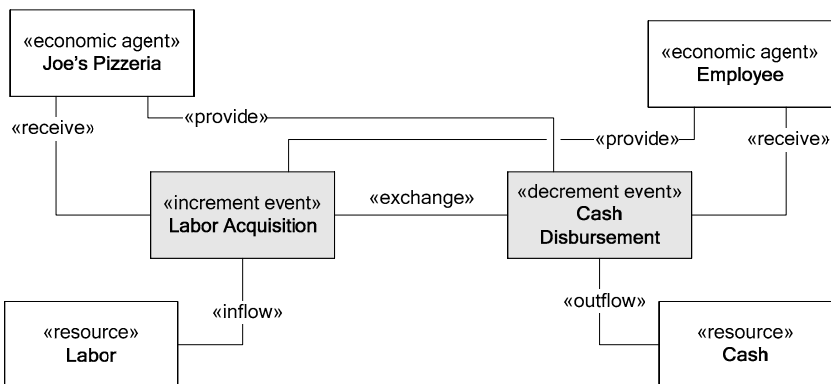 «economic agent»
Joe's Pizzeria
«economic agent»
Employee
«receive»
«provide»
«provide»
«receive»
«increment event»
Labor Acquisition
«exchange»
«decrement event»
Cash
Disbursement
«inflow»
«outflow»
«resource»
Labor
«resource»
Cash